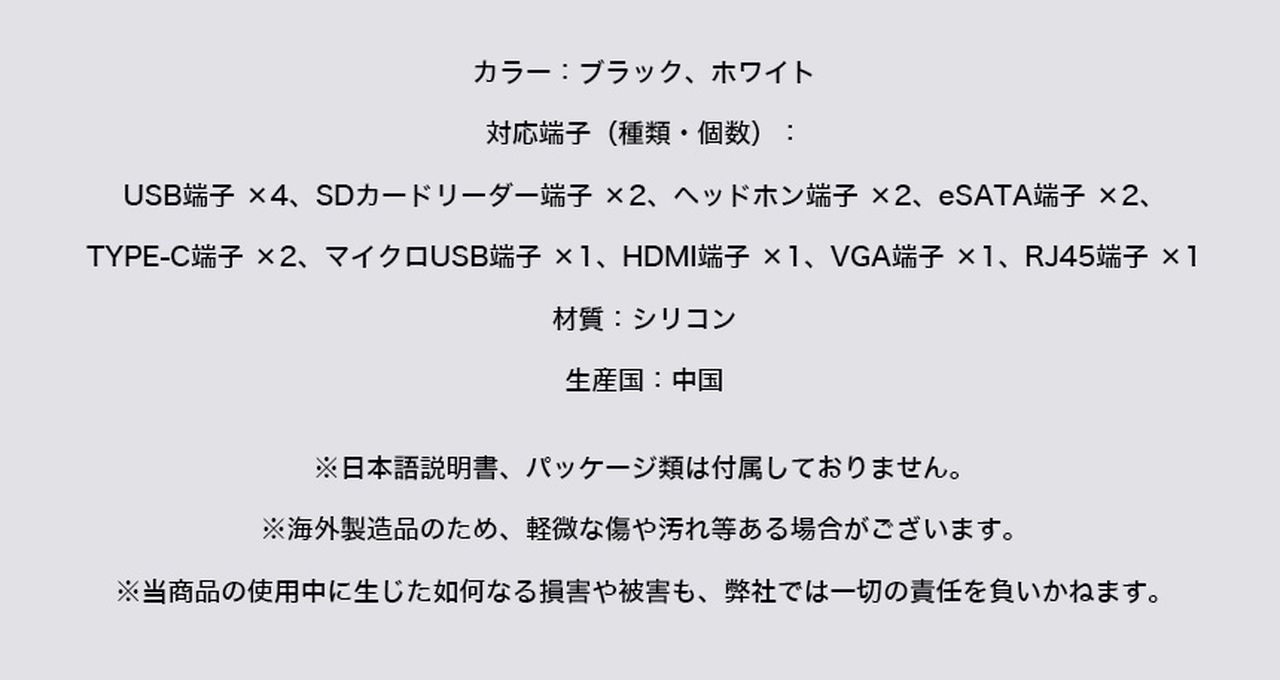 カラー：ブラック、ホワイト
対応端子（種類・個数）：
USB端子 ×4、SDカードリーダー端子 ×2、ヘッドホン端子 ×2、eSATA端子 ×2、
TYPE-C端子 ×2、マイクロUSB端子 ×1、HDMI端子 ×1、VGA端子 ×1、RJ45端子 ×1
材質：シリコン
生産国：中国
※日本語説明書、パッケージ類は付属しておりません。
※海外製造品のため、軽微な傷や汚れ等ある場合がございます。
※当商品の使用中に生じた如何なる損害や被害も、弊社では一切の責任を負いかねます。